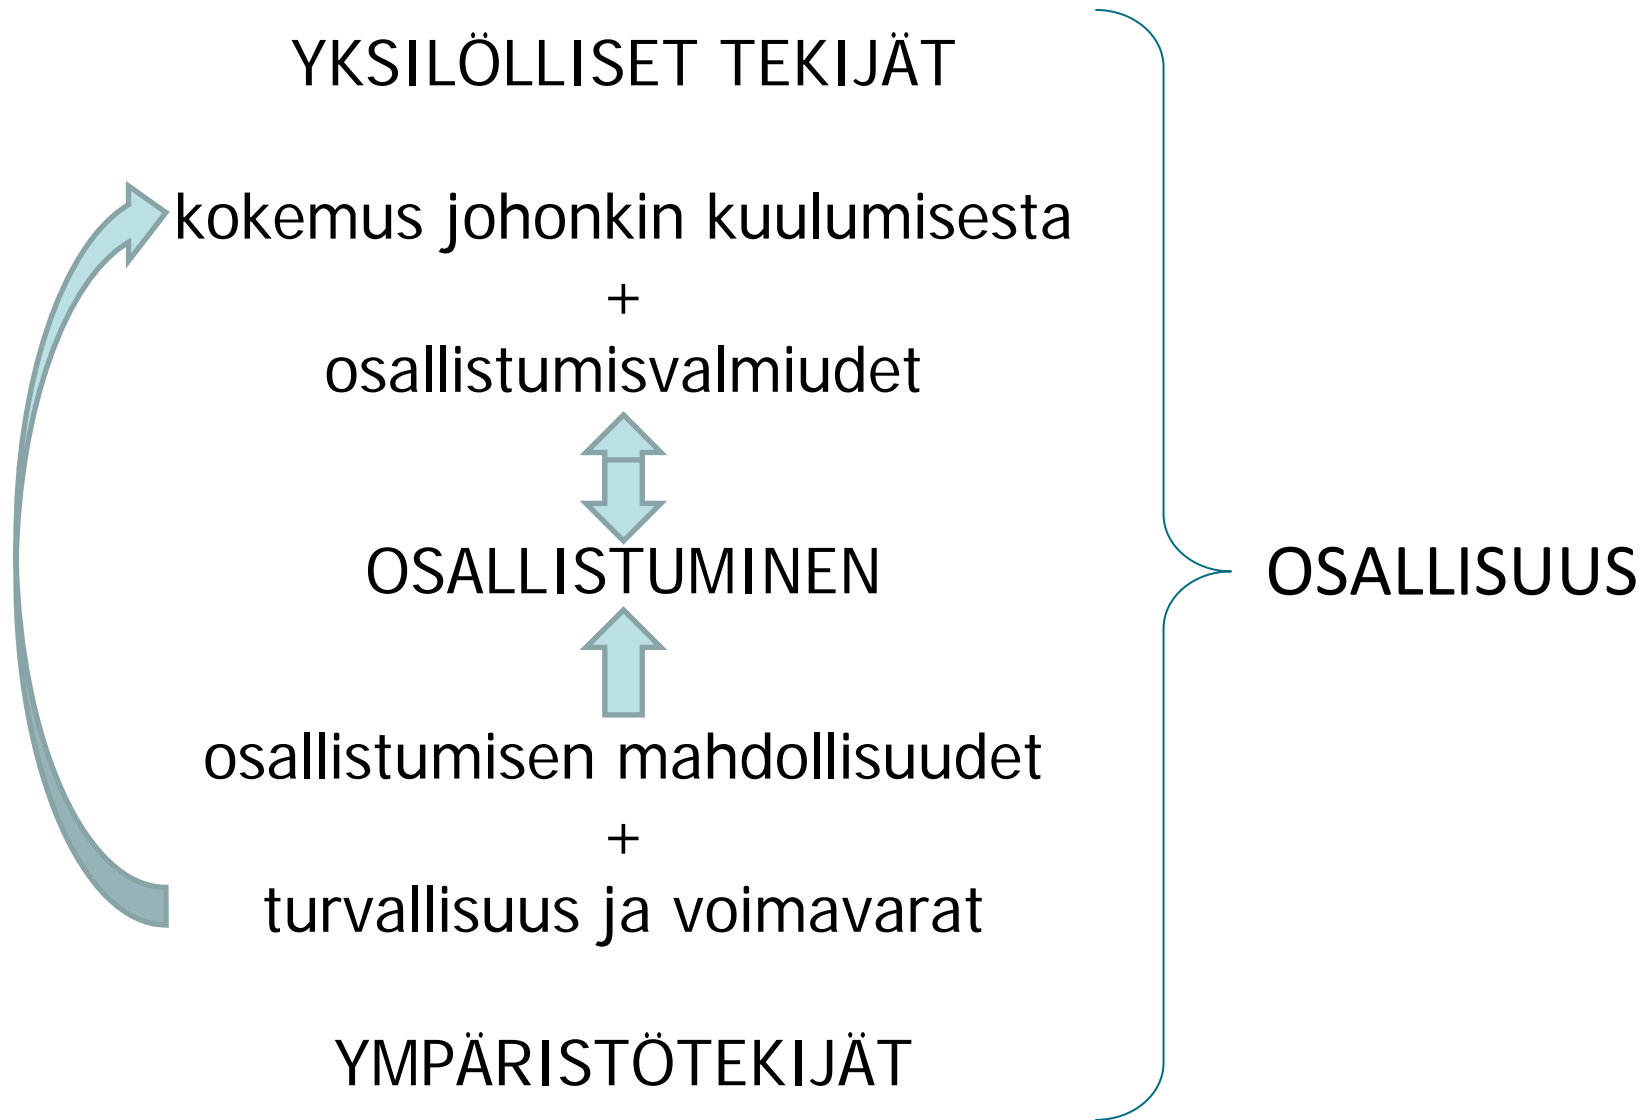 YKSILÖLLISET TEKIJÄT
kokemus johonkin kuulumisesta
+
osallistumisvalmiudet
OSALLISTUMINEN
OSALLISUUS
osallistumisen mahdollisuudet
+
turvallisuus ja voimavarat
YMPÄRISTÖTEKIJÄT